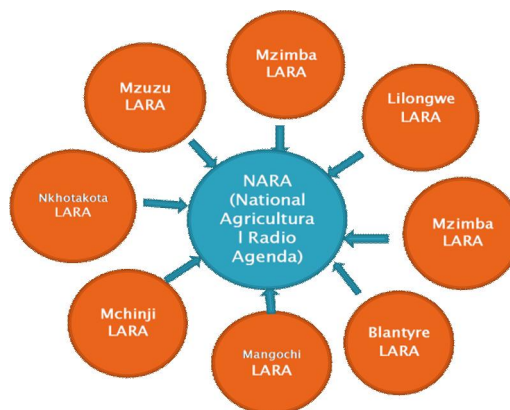 Mzimba
LARA
Mzuzu
LARA
Lilongwe
LARA
Nkhotakota
LARA
NARA
(National
Agricultura
l Radio
Agenda)
Mzimba
LARA
Mchinji
LARA
Mangochi
LARA
Blantyre
LARA